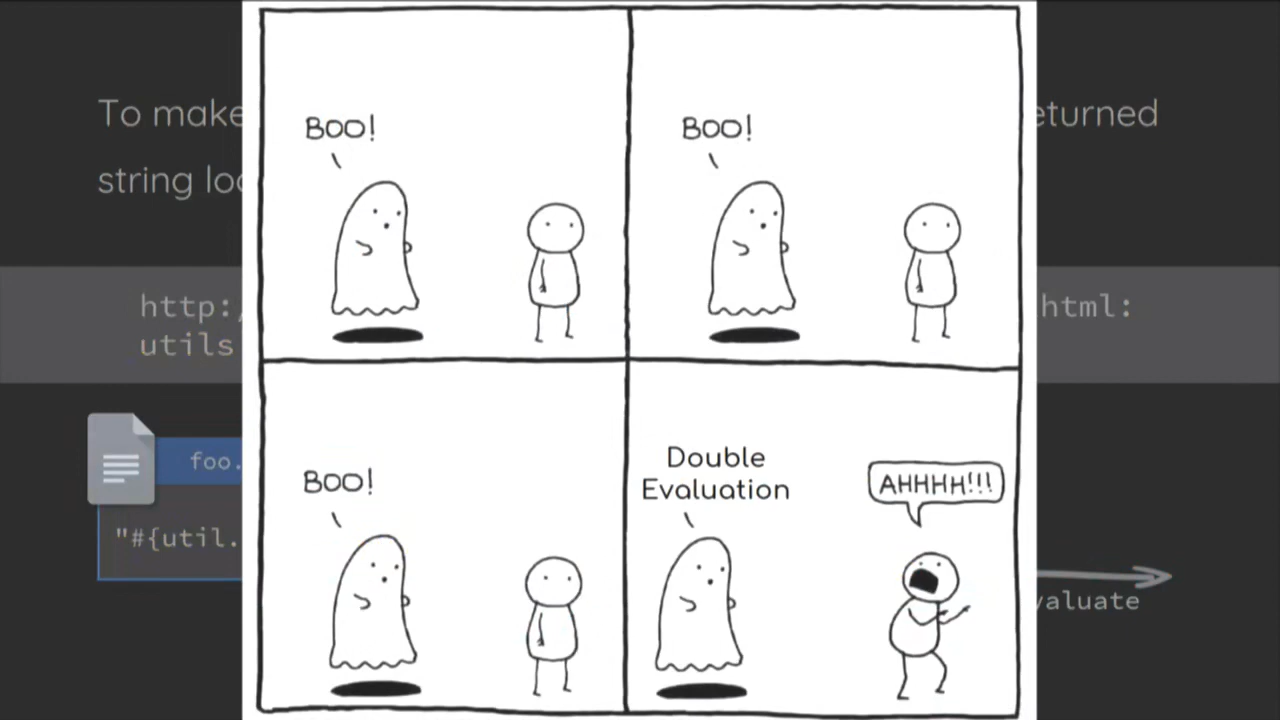 To make
eturned
string lo
BOO!
BOO!
http:/
html:
utils
BOO!
Double
Evaluation
AHHHH!!!
foo.
"#{util.
valuate